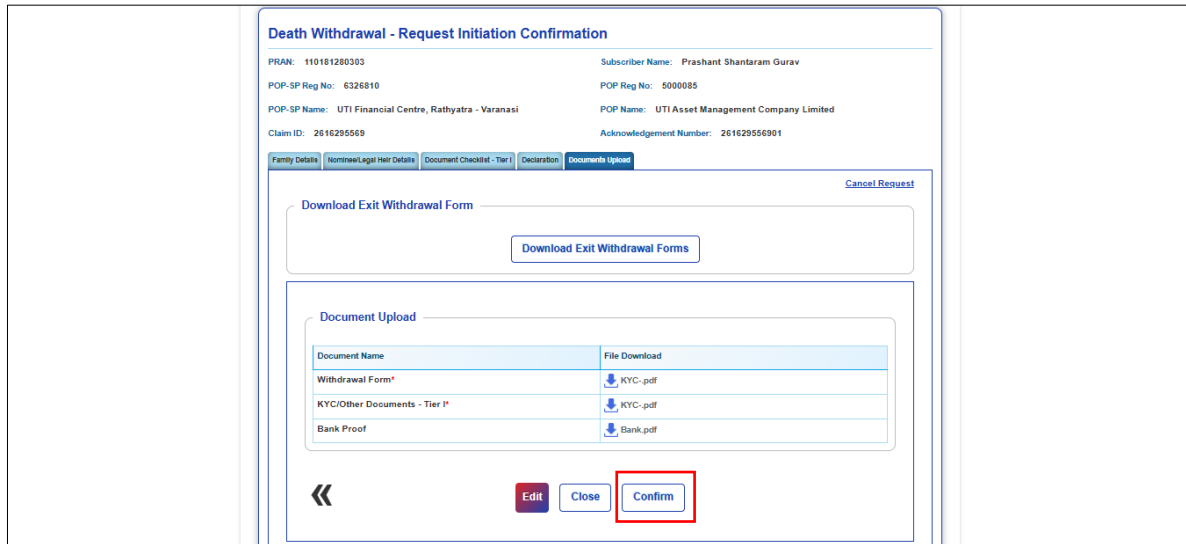 Death Withdrawal - Request Initiation Confirmation
PRAN: 110181280303 Subscriber Name: Prashant Shantaram Gurav
POP-SP Reg No: 6326810 POP Reg No: 5000085
POP-SP Name: UTI Financial Centre, Rathyatra - Varanasi POP Name: UTI Asset Management Company Limited
Claim ID: 2616295569 Acknowledgement Number: 261629556901
Family Details Nominee/Legal Heir Details Document Checklist - Tier I Declaration Documents Upload
Cancel Request
Download Exit Withdrawal Form
Download Exit Withdrawal Forms
Document Upload
Document Name File Download
Withdrawal Form* KYC-.pdf
KYC/Other Documents - Tier I* KYC-.pdf
Bank Proof Bank.pdf
Edit Close Confirm